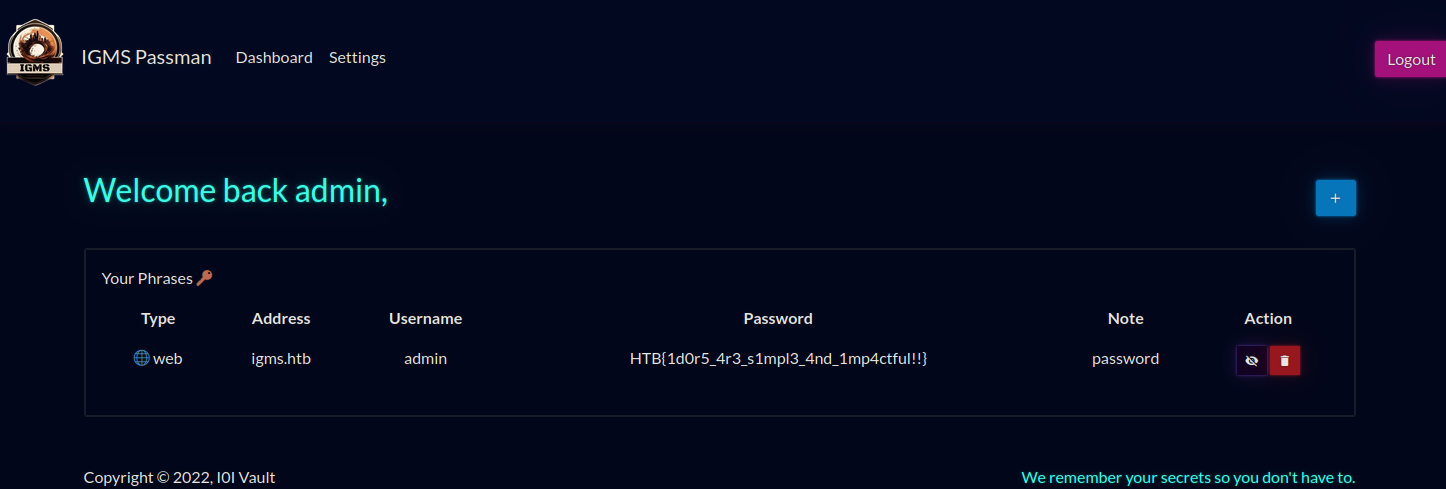 IGMS
IGMS Passman Dashboard Settings Logout
Welcome back admin,
+
Your Phrases 🔑
Type Address Username Password Note Action
🌐 web igms.htb admin HTB{1d0r5_4r3_s1mpl3_4nd_1mp4ctful!!} password
Copyright © 2022, I0I Vault We remember your secrets so you don't have to.